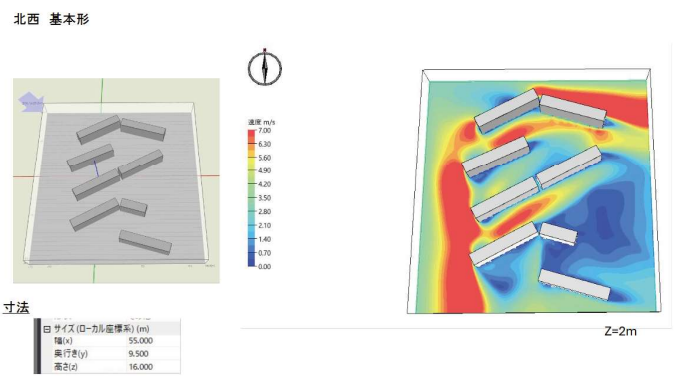 北西 基本形
速度 m/s
7.00
6.30
5.60
4.90
4.20
3.50
2.80
2.10
1.40
0.70
0.00
寸法
サイズ (ローカル座標系) (m)
幅(x) 55.000
奥行き(y) 9.500
高さ(z) 16.000
Z=2m